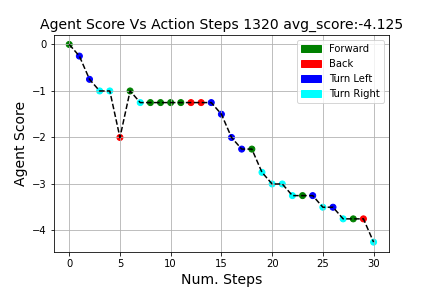 Agent Score Vs Action Steps 1320 avg_score:-4.125
Forward
Back
Turn Left
Turn Right
Agent Score
0
−1
−2
−3
−4
0 5 10 15 20 25 30
Num. Steps